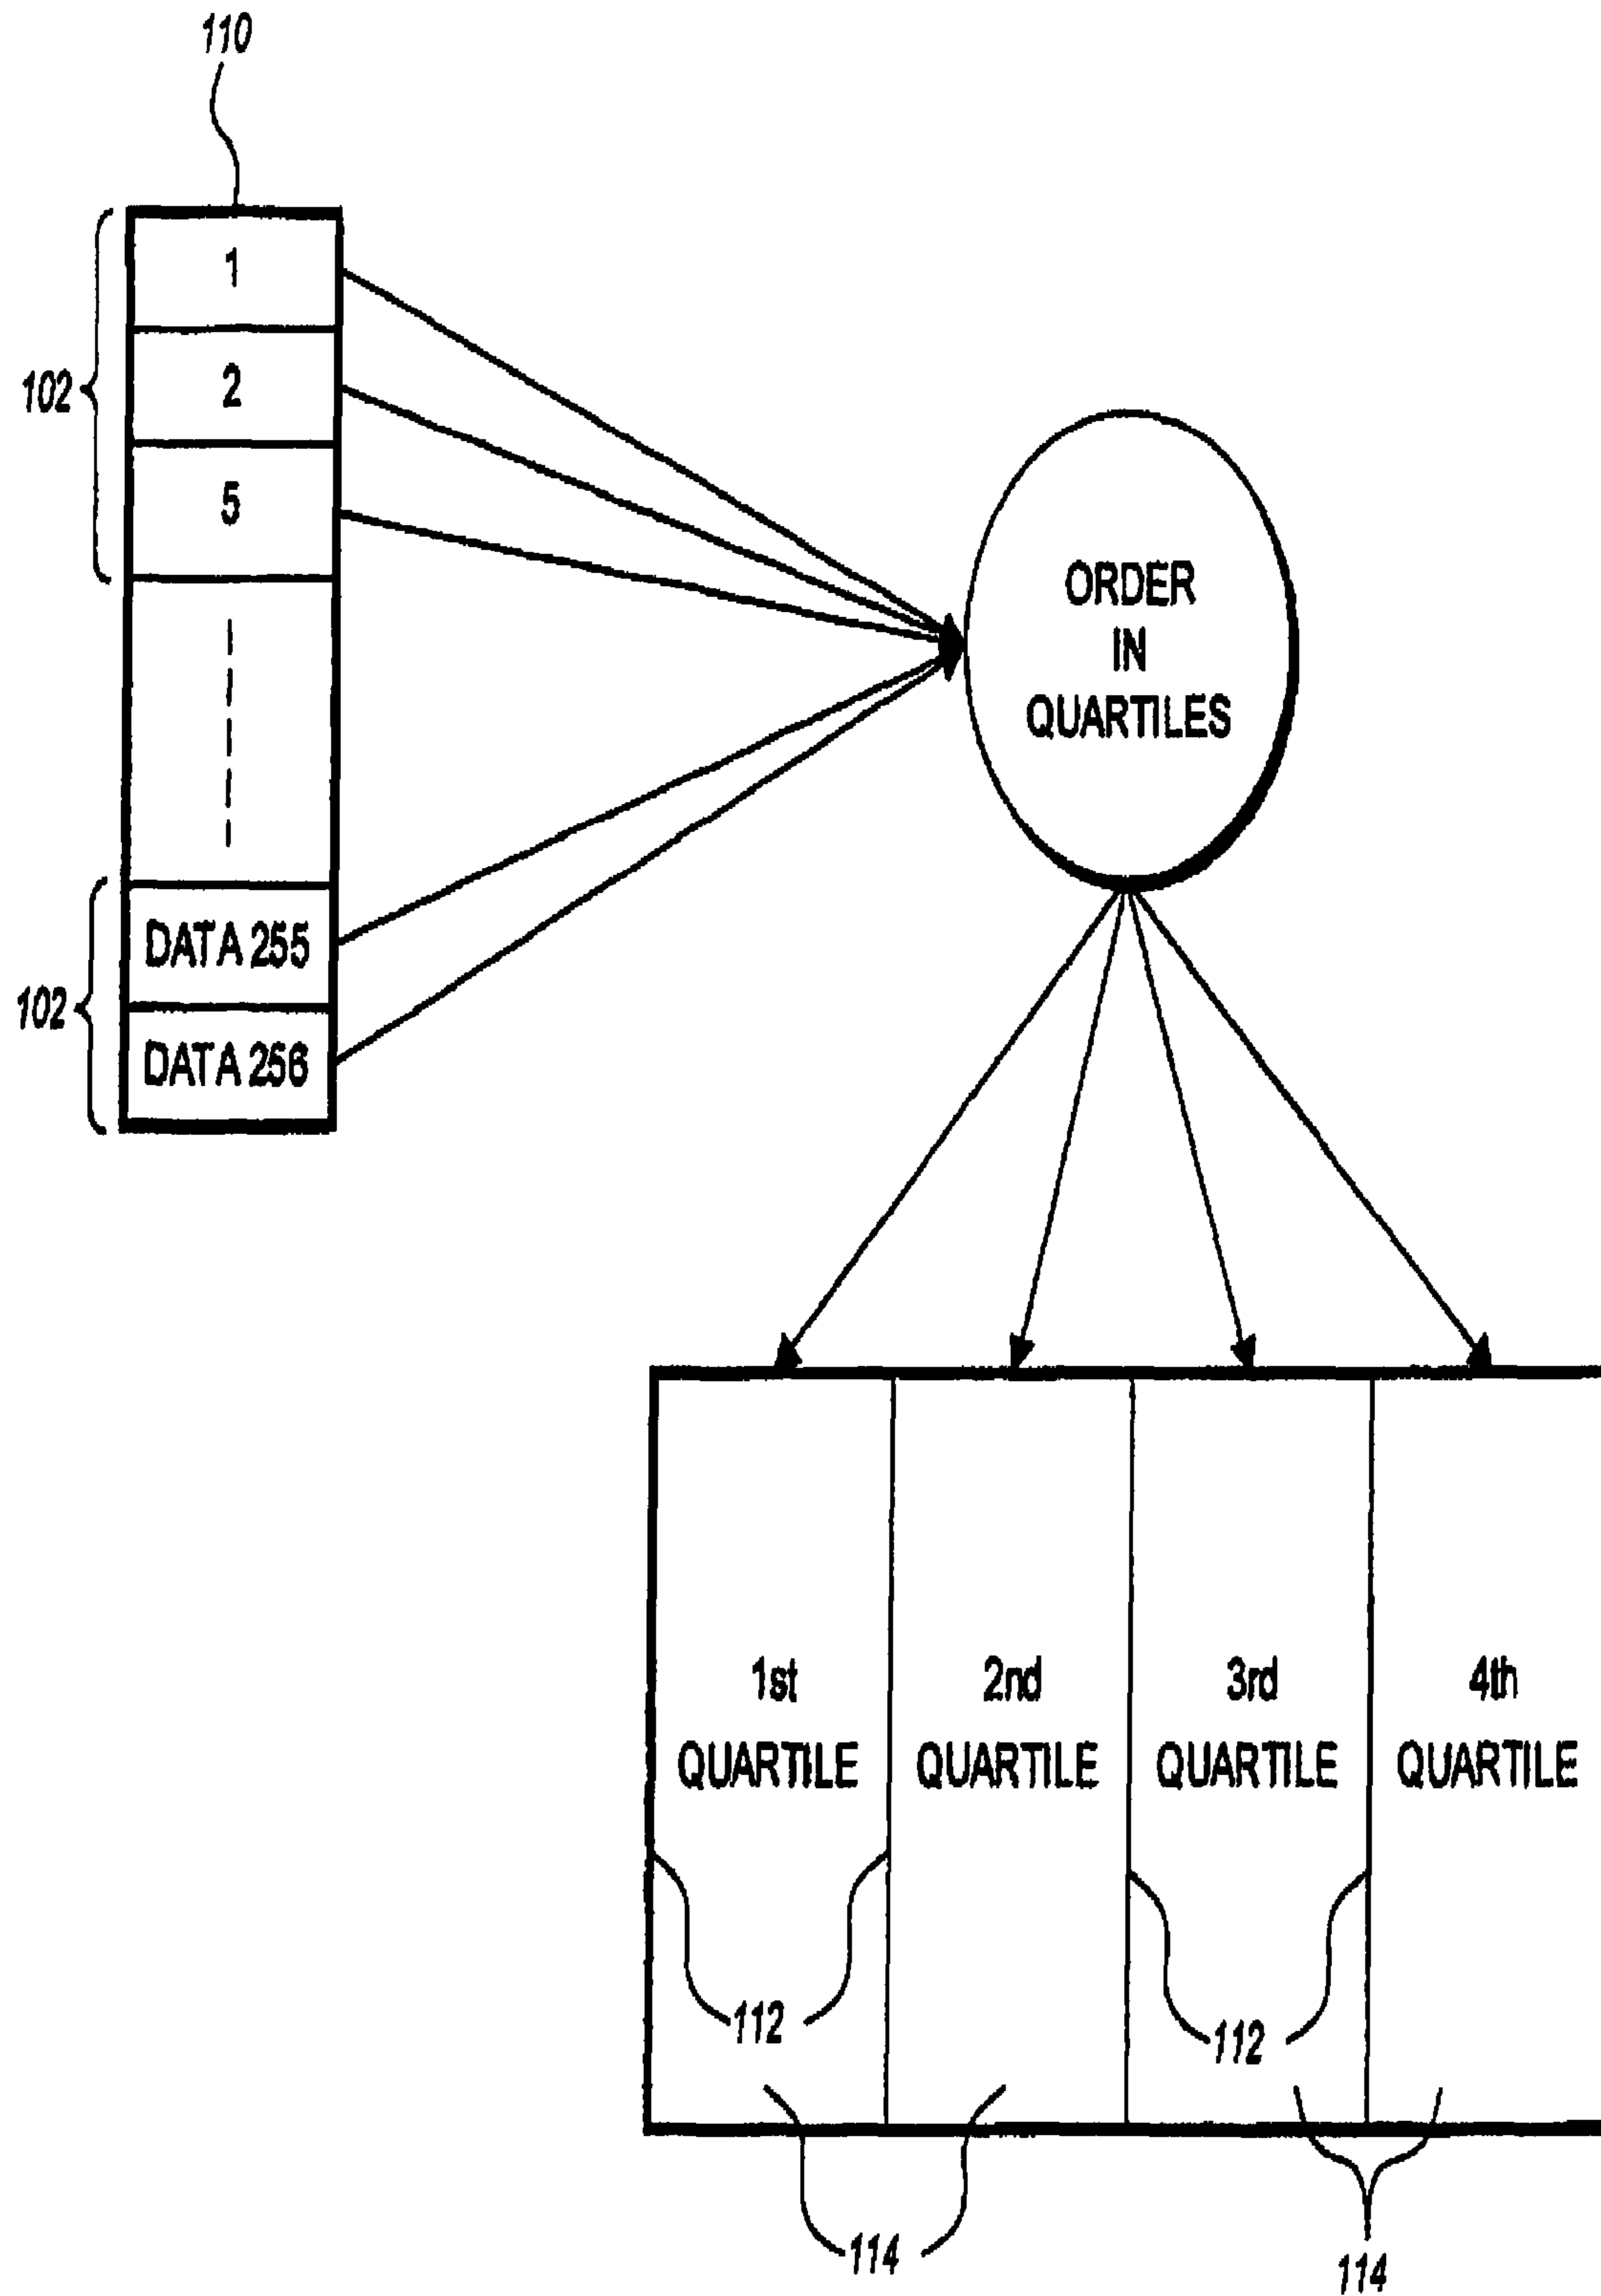 110
1
102
2
5
ORDER
IN
QUARTILES
DATA 255
102
DATA 256
1st
QUARTILE
2nd
QUARTILE
3rd
QUARTILE
4th
QUARTILE
112
112
114
114